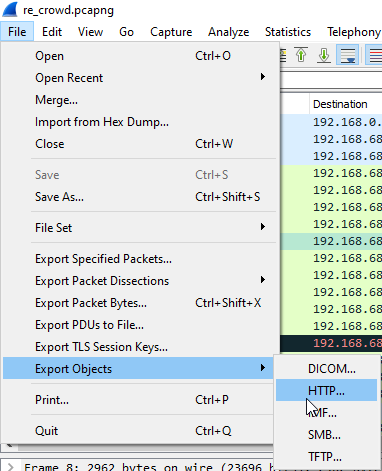 re_crowd.pcapng
File Edit View Go Capture Analyze Statistics Telephony
Open Ctrl+O
Open Recent
Destination
Merge...
192.168.0.
Import from Hex Dump...
192.168.68
Close Ctrl+W
192.168.68
192.168.68
Save Ctrl+S
192.168.68
Save As... Ctrl+Shift+S
192.168.68
File Set
192.168.68
192.168.68
Export Specified Packets...
192.168.68
Export Packet Dissections
192.168.68
Export Packet Bytes... Ctrl+Shift+X
192.168.68
Export PDUs to File...
192.168.68
Export TLS Session Keys...
192.168.68
Export Objects
DICOM...
HTTP...
Print... Ctrl+P
SMB...
Quit Ctrl+Q
TFTP...
Frame 8: 2962 bytes on wire (23696